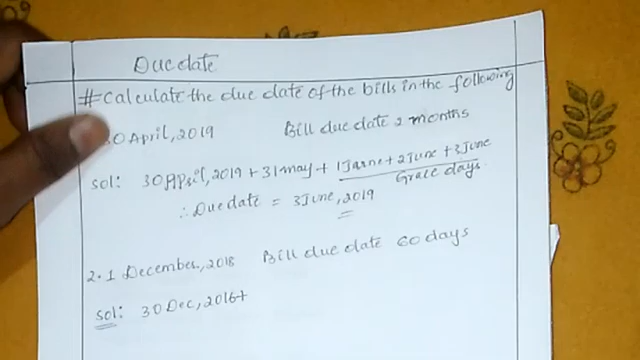 Due date
# Calculate the due date of the bills in the following
30 April, 2019 Bill due date 2 months
Sol: 30 April, 2019 + 31 may + 1 June + 2 June + 3 June
Grace days
∴ Due date = 3 June, 2019
2. 1 December, 2018 Bill due date 60 days
Sol: 30 Dec, 2018 +